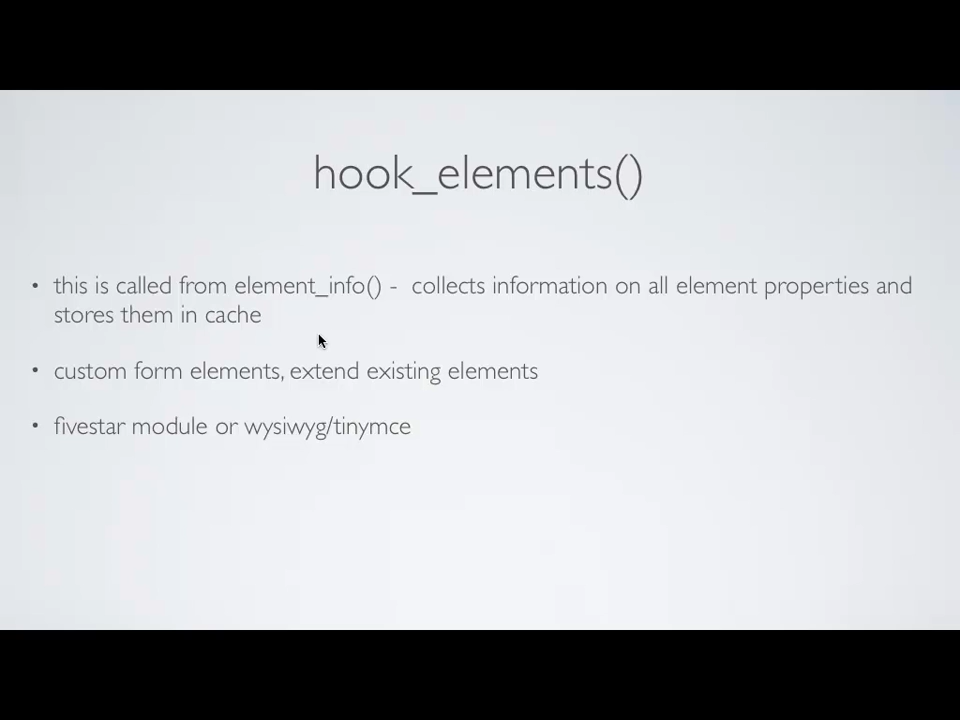 hook_elements()
• this is called from element_info() - collects information on all element properties and
stores them in cache
• custom form elements, extend existing elements
• fivestar module or wysiwyg/tinymce